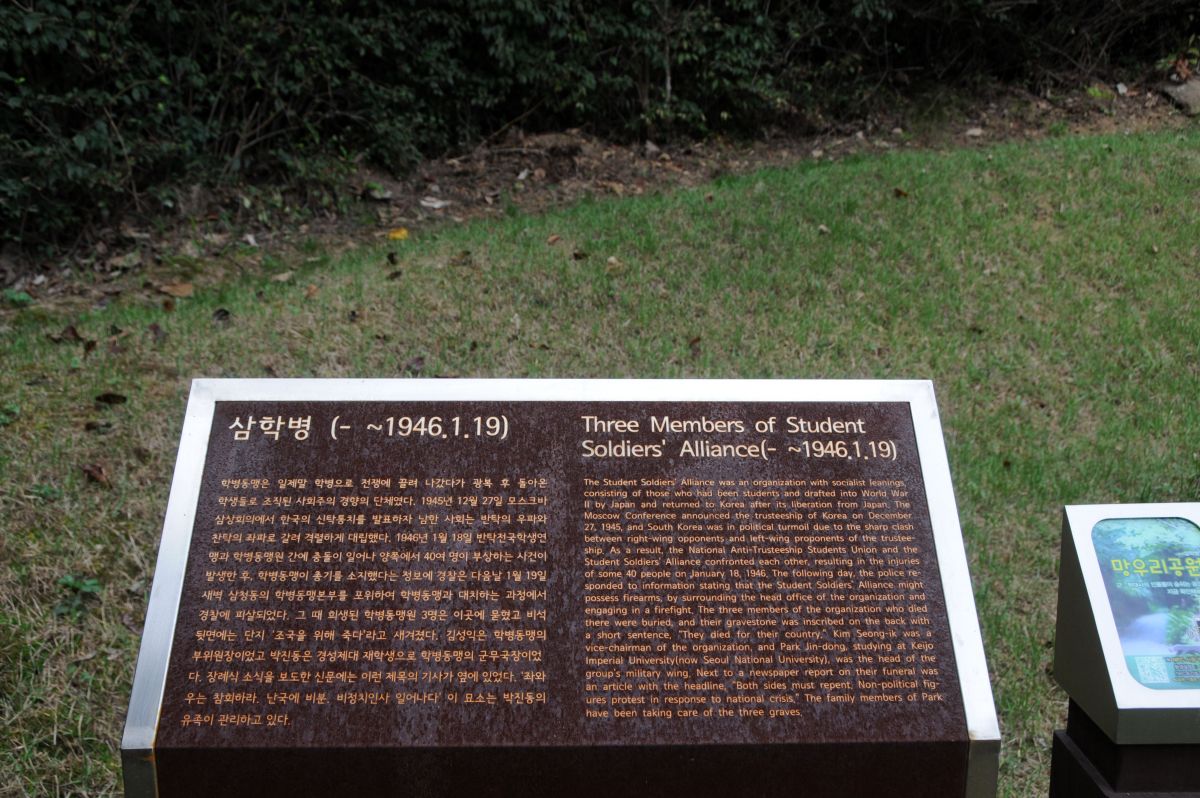 삼학병 (- ~1946.1.19)
학병동맹은 일제말 학병으로 전쟁에 끌려 나갔다가 광복 후 돌아온
학생들로 조직된 사회주의 경향의 단체였다. 1945년 12월 27일 모스크바
삼상회의에서 한국의 신탁통치를 발표하자 남한 사회는 반탁의 우파와
찬탁의 좌파로 갈려 격렬하게 대립했다. 1946년 1월 18일 반탁전국학생연
맹과 학병동맹원 간에 충돌이 일어나 양쪽에서 40여 명이 부상하는 사건이
발생한 후, 학병동맹이 총기를 소지했다는 정보에 경찰은 다음날 1월 19일
새벽 삼청동의 학병동맹본부를 포위하여 학병동맹과 대치하는 과정에서
경찰에 피살되었다. 그 때 희생된 학병동맹원 3명은 이곳에 묻혔고 비석
뒷면에는 단지 '조국을 위해 죽다'라고 새겨졌다. 김성익은 학병동맹의
부위원장이었고 박진동은 경성제대 재학생으로 학병동맹의 군무국장이었
다. 장례식 소식을 보도한 신문에는 이런 제목의 기사가 옆에 있었다. '좌와
우는 참회하라. 난국에 비분. 비정치인사 일어나다' 이 묘소는 박진동의
유족이 관리하고 있다.
Three Members of Student
Soldiers' Alliance(- ~1946.1.19)
The Student Soldiers' Alliance was an organization with socialist leanings,
consisting of those who had been students and drafted into World War
II by Japan and returned to Korea after its liberation from Japan. The
Moscow Conference announced the trusteeship of Korea on December
27, 1945, and South Korea was in political turmoil due to the sharp clash
between right-wing opponents and left-wing proponents of the trustee-
ship. As a result, the National Anti-Trusteeship Students Union and the
Student Soldiers' Alliance confronted each other, resulting in the injuries
of some 40 people on January 18, 1946. The following day, the police re-
sponded to information stating that the Student Soldiers' Alliance might
possess firearms, by surrounding the head office of the organization and
engaging in a firefight. The three members of the organization who died
there were buried, and their gravestone was inscribed on the back with
a short sentence, "They died for their country." Kim Seong-ik was a
vice-chairman of the organization, and Park Jin-dong, studying at Keijo
Imperial University(now Seoul National University), was the head of the
group's military wing. Next to a newspaper report on their funeral was
an article with the headline, "Both sides must repent. Non-political fig-
ures protest in response to national crisis." The family members of Park
have been taking care of the three graves.
망우리공원